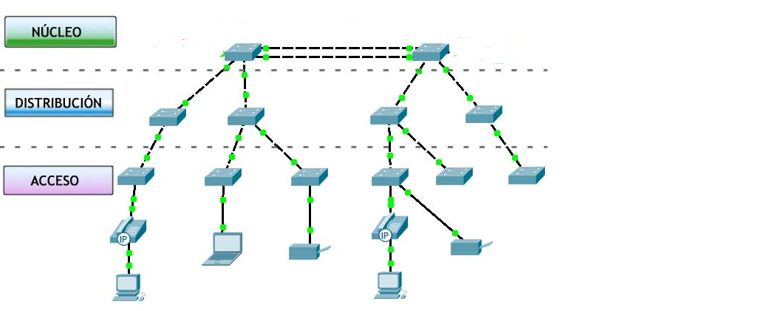 NÚCLEO
DISTRIBUCIÓN
ACCESO
IP
IP